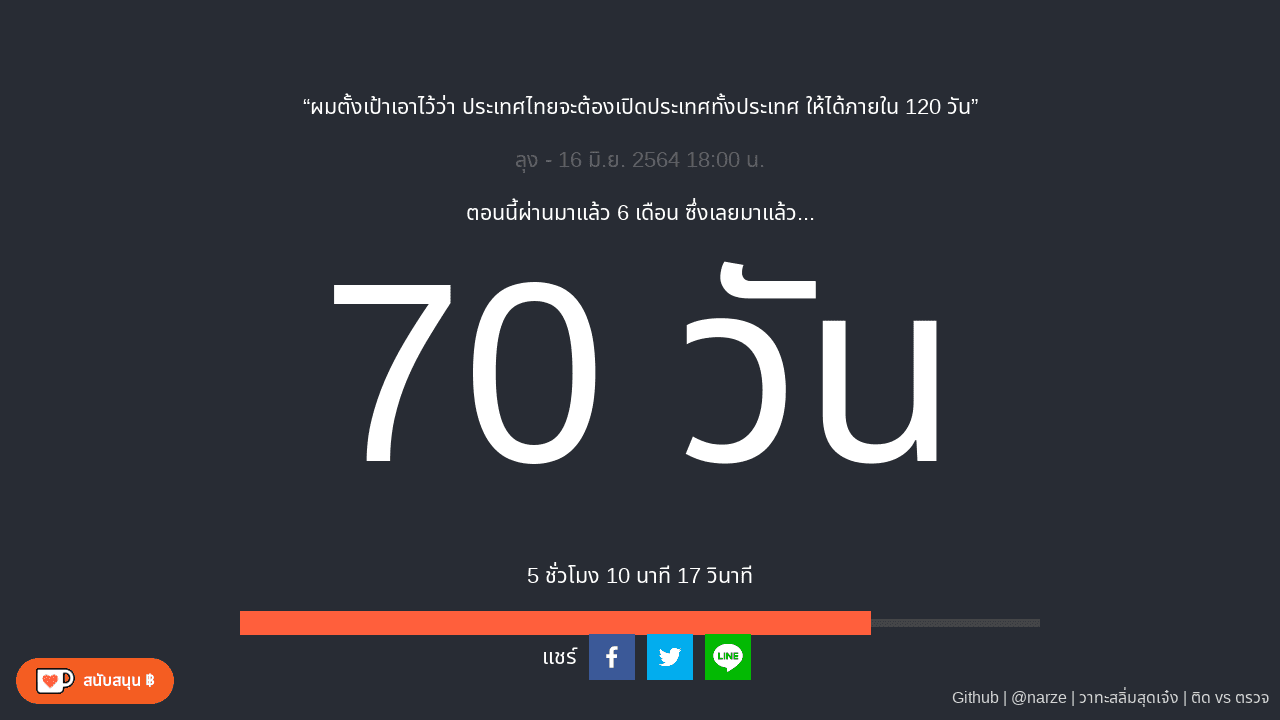 “ผมตั้งเป้าเอาไว้ว่า ประเทศไทยจะต้องเปิดประเทศทั้งประเทศ ให้ได้ภายใน 120 วัน”
ลุง - 16 มิ.ย. 2564 18:00 น.
ตอนนี้ผ่านมาแล้ว 6 เดือน ซึ่งเลยมาแล้ว...
70 วัน
5 ชั่วโมง 10 นาที 17 วินาที
แชร์
LINE
สนับสนุน ฿
Github | @narze | วาทะสลิ่มสุดเจ๋ง | ติด vs ตรวจ